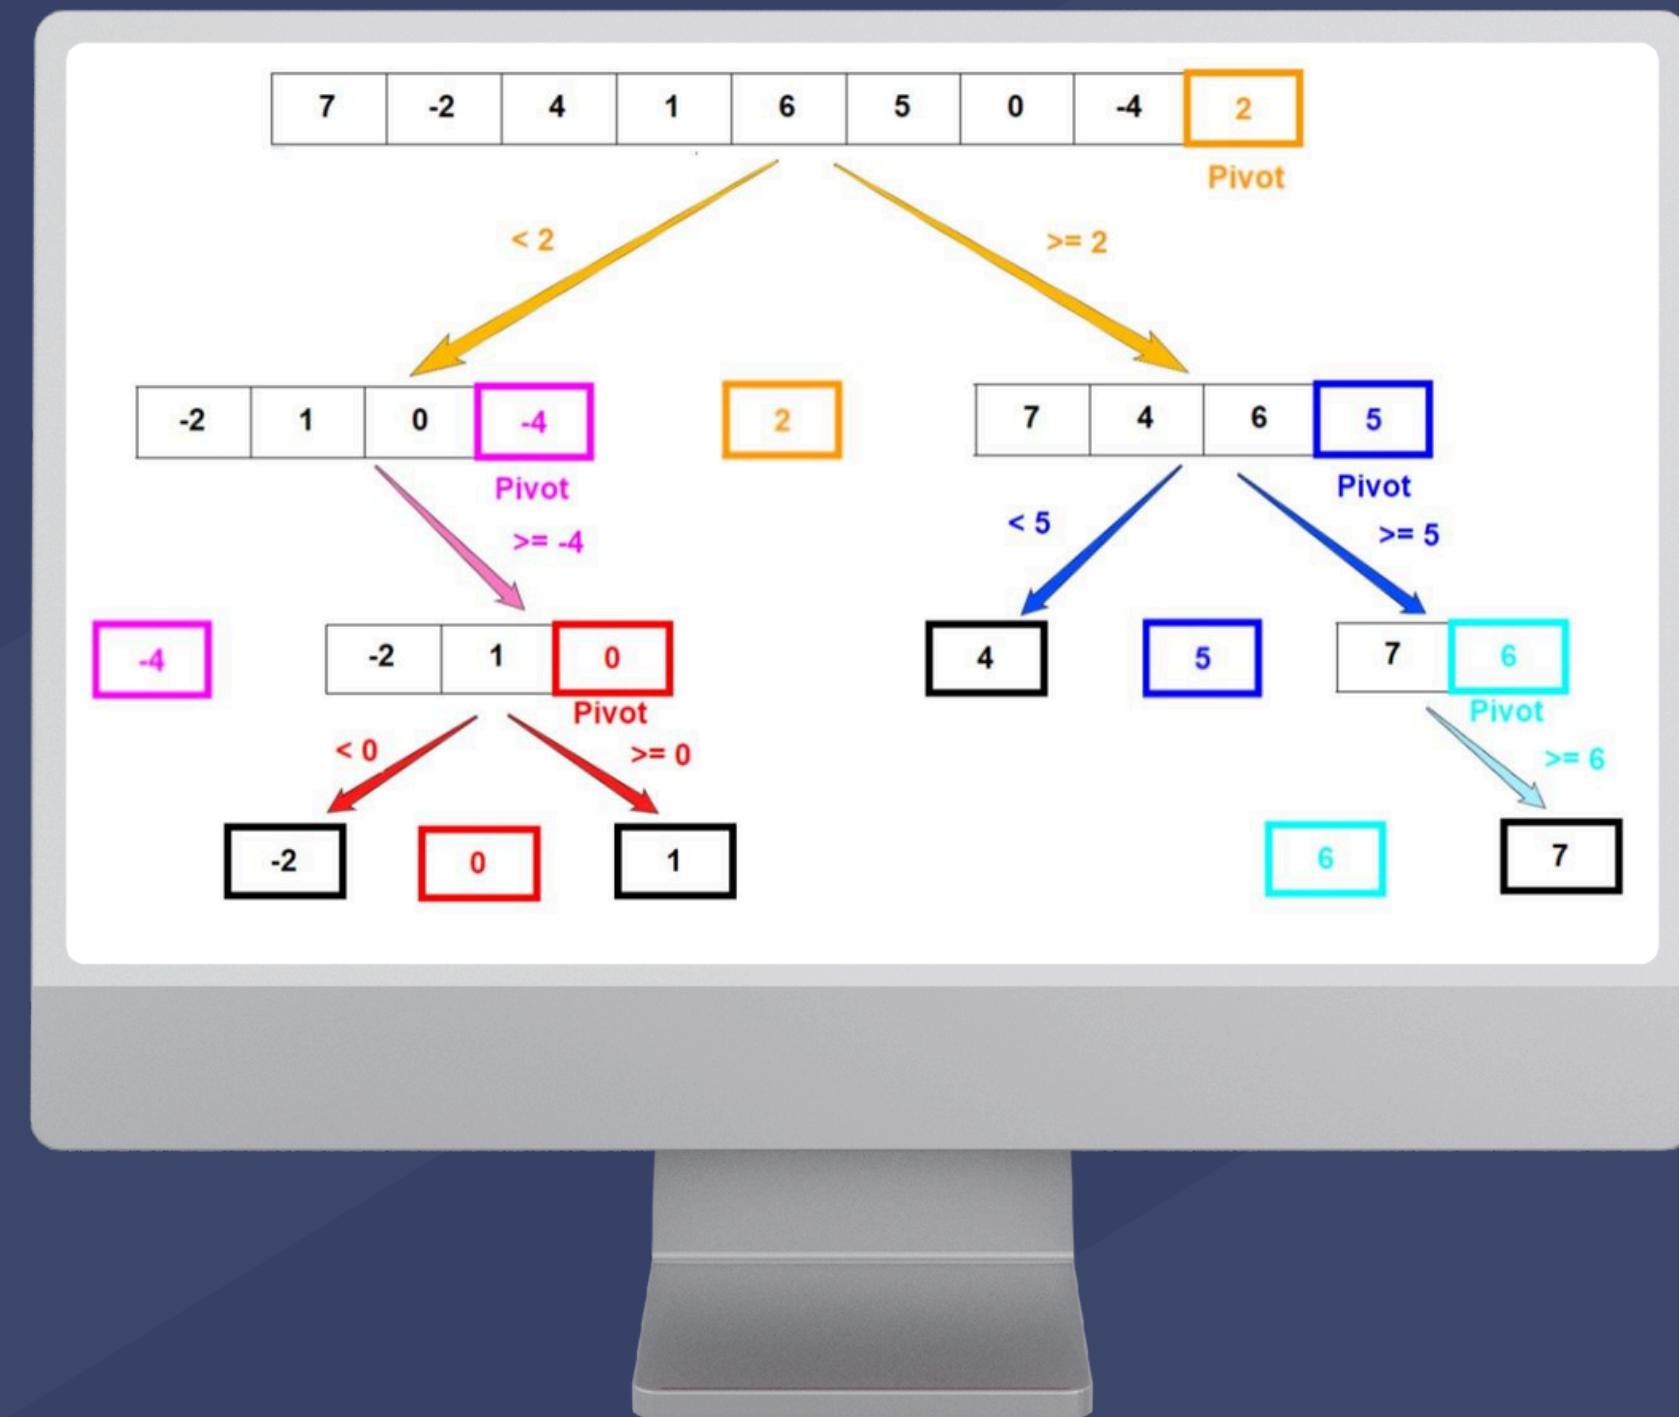 7 -2 4 1 6 5 0 -4 2
Pivot
< 2 >= 2
-2 1 0 -4 2 7 4 6 5
Pivot Pivot
>= -4 < 5 >= 5
-4 -2 1 0 4 5 7 6
Pivot Pivot
< 0 >= 0 >= 6
-2 0 1 6 7